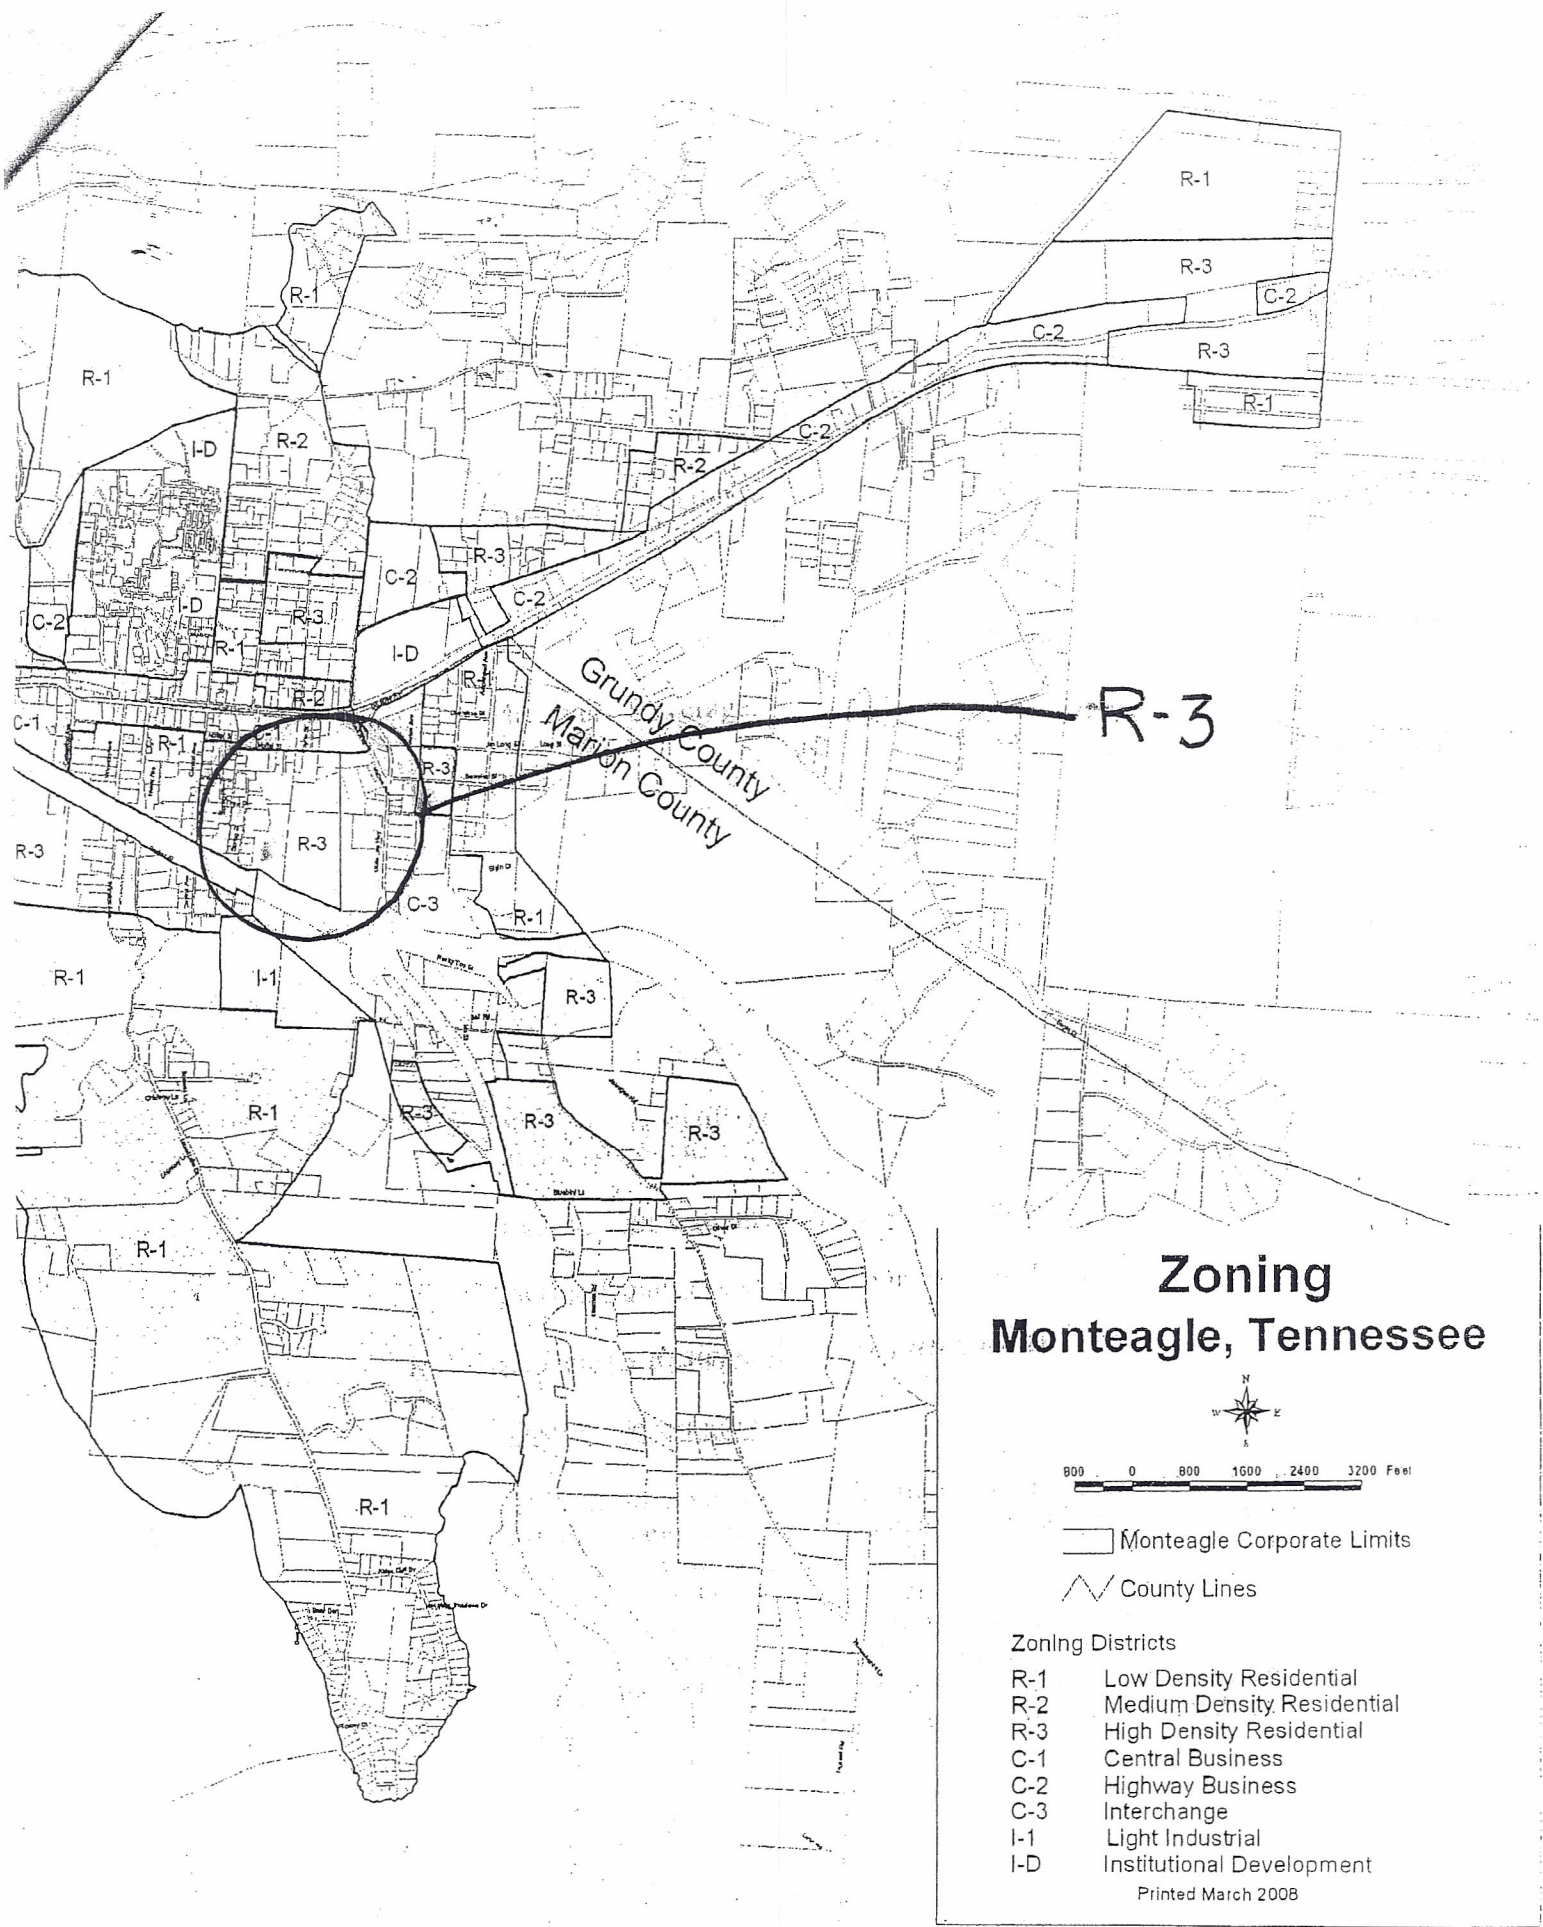 R-1
R-3
C-2
R-1
C-2
R-3
R-1
R-1
C-2
I-D
R-2
R-2
R-3
C-2
C-2
I-D
R-3
C-2
R-1
I-D
R-2
R-
Grundy County
Marion County
R-3
C-1
R-1
R-3
R-3
R-3
C-3
R-1
R-1
I-1
R-3
R-1
R-3
R-3
R-3
R-1
R-1
Zoning
Monteagle, Tennessee
N
W E
S
800 0 800 1600 2400 3200 Feet
Monteagle Corporate Limits
County Lines
Zoning Districts
R-1 Low Density Residential
R-2 Medium Density Residential
R-3 High Density Residential
C-1 Central Business
C-2 Highway Business
C-3 Interchange
I-1 Light Industrial
I-D Institutional Development
Printed March 2008